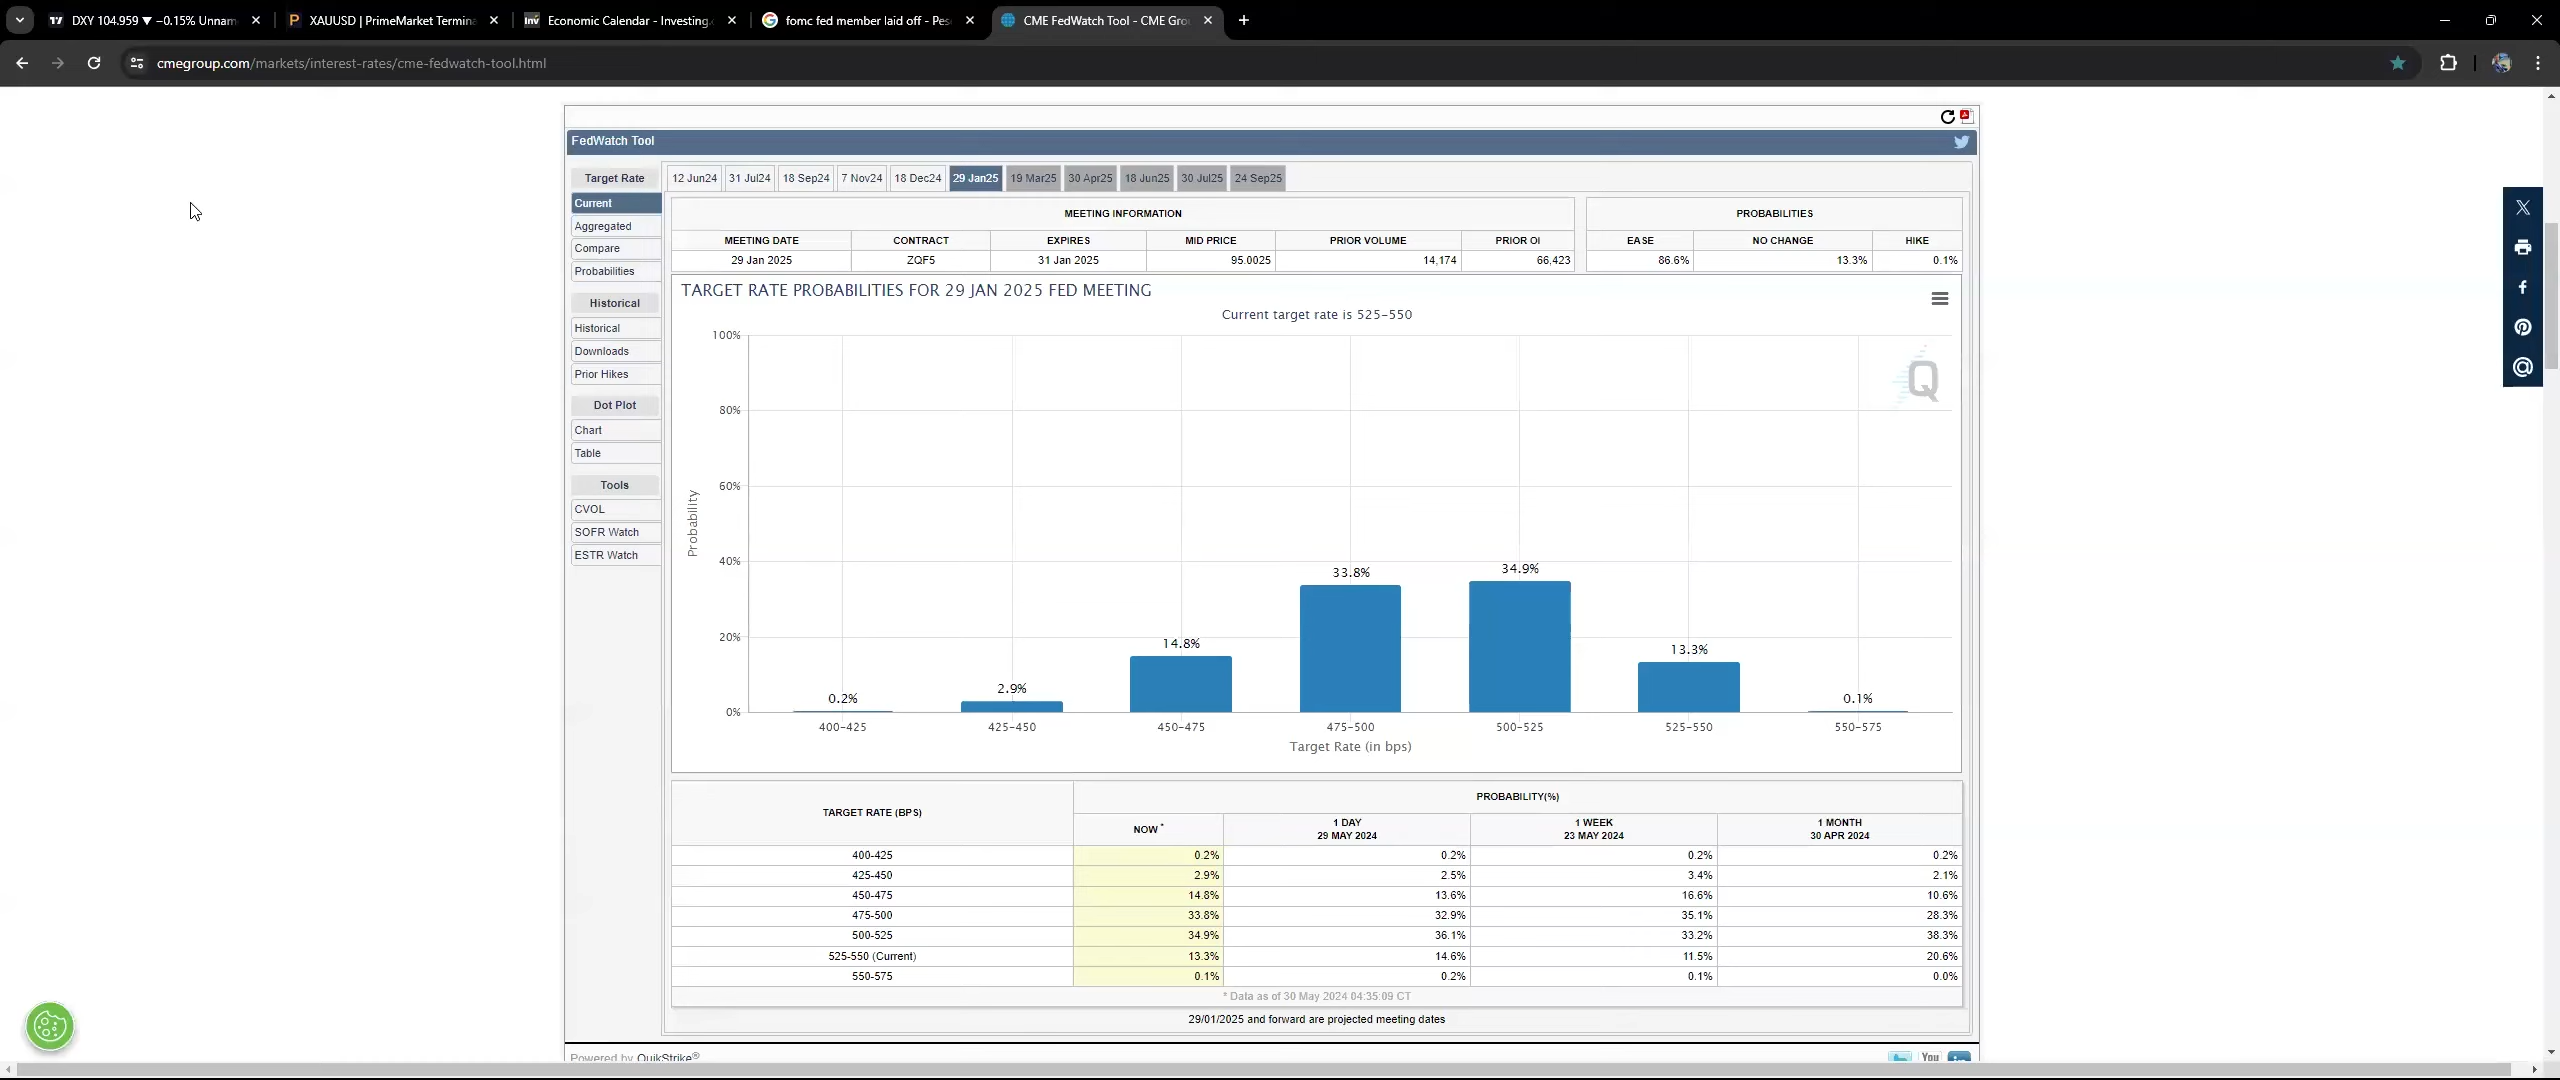 DXY 104.959 ▼ −0.15% Unnam
XAUUSD | PrimeMarket Termina
Economic Calendar - Investing.
fomc fed member laid off - Pes
CME FedWatch Tool - CME Gro
cmegroup.com/markets/interest-rates/cme-fedwatch-tool.html
FedWatch Tool
Target Rate
Current
Aggregated
Compare
Probabilities
Historical
Historical
Downloads
Prior Hikes
Dot Plot
Chart
Table
Tools
CVOL
SOFR Watch
ESTR Watch
12 Jun24 31 Jul24 18 Sep24 7 Nov24 18 Dec24 29 Jan25 19 Mar25 30 Apr25 18 Jun25 30 Jul25 24 Sep25
MEETING INFORMATION
MEETING DATE CONTRACT EXPIRES MID PRICE PRIOR VOLUME PRIOR OI
29 Jan 2025 ZQF5 31 Jan 2025 95.0025 14,174 66,423
PROBABILITIES
EASE NO CHANGE HIKE
86.6% 13.3% 0.1%
TARGET RATE PROBABILITIES FOR 29 JAN 2025 FED MEETING
Current target rate is 525–550
100%
80%
60%
40%
20%
0%
Probability
Q
0.2% 2.9% 14.8% 33.8% 34.9% 13.3% 0.1%
400–425 425–450 450–475 475–500 500–525 525–550 550–575
Target Rate (in bps)
TARGET RATE (BPS) PROBABILITY(%)
NOW * 1 DAY 1 WEEK 1 MONTH
29 MAY 2024 23 MAY 2024 30 APR 2024
400-425 0.2% 0.2% 0.2% 0.2%
425-450 2.9% 2.5% 3.4% 2.1%
450-475 14.8% 13.6% 16.6% 10.6%
475-500 33.8% 32.9% 35.1% 28.3%
500-525 34.9% 36.1% 33.2% 38.3%
525-550 (Current) 13.3% 14.6% 11.5% 20.6%
550-575 0.1% 0.2% 0.1% 0.0%
* Data as of 30 May 2024 04:35:09 CT
29/01/2025 and forward are projected meeting dates
Powered by QuikStrike®
You